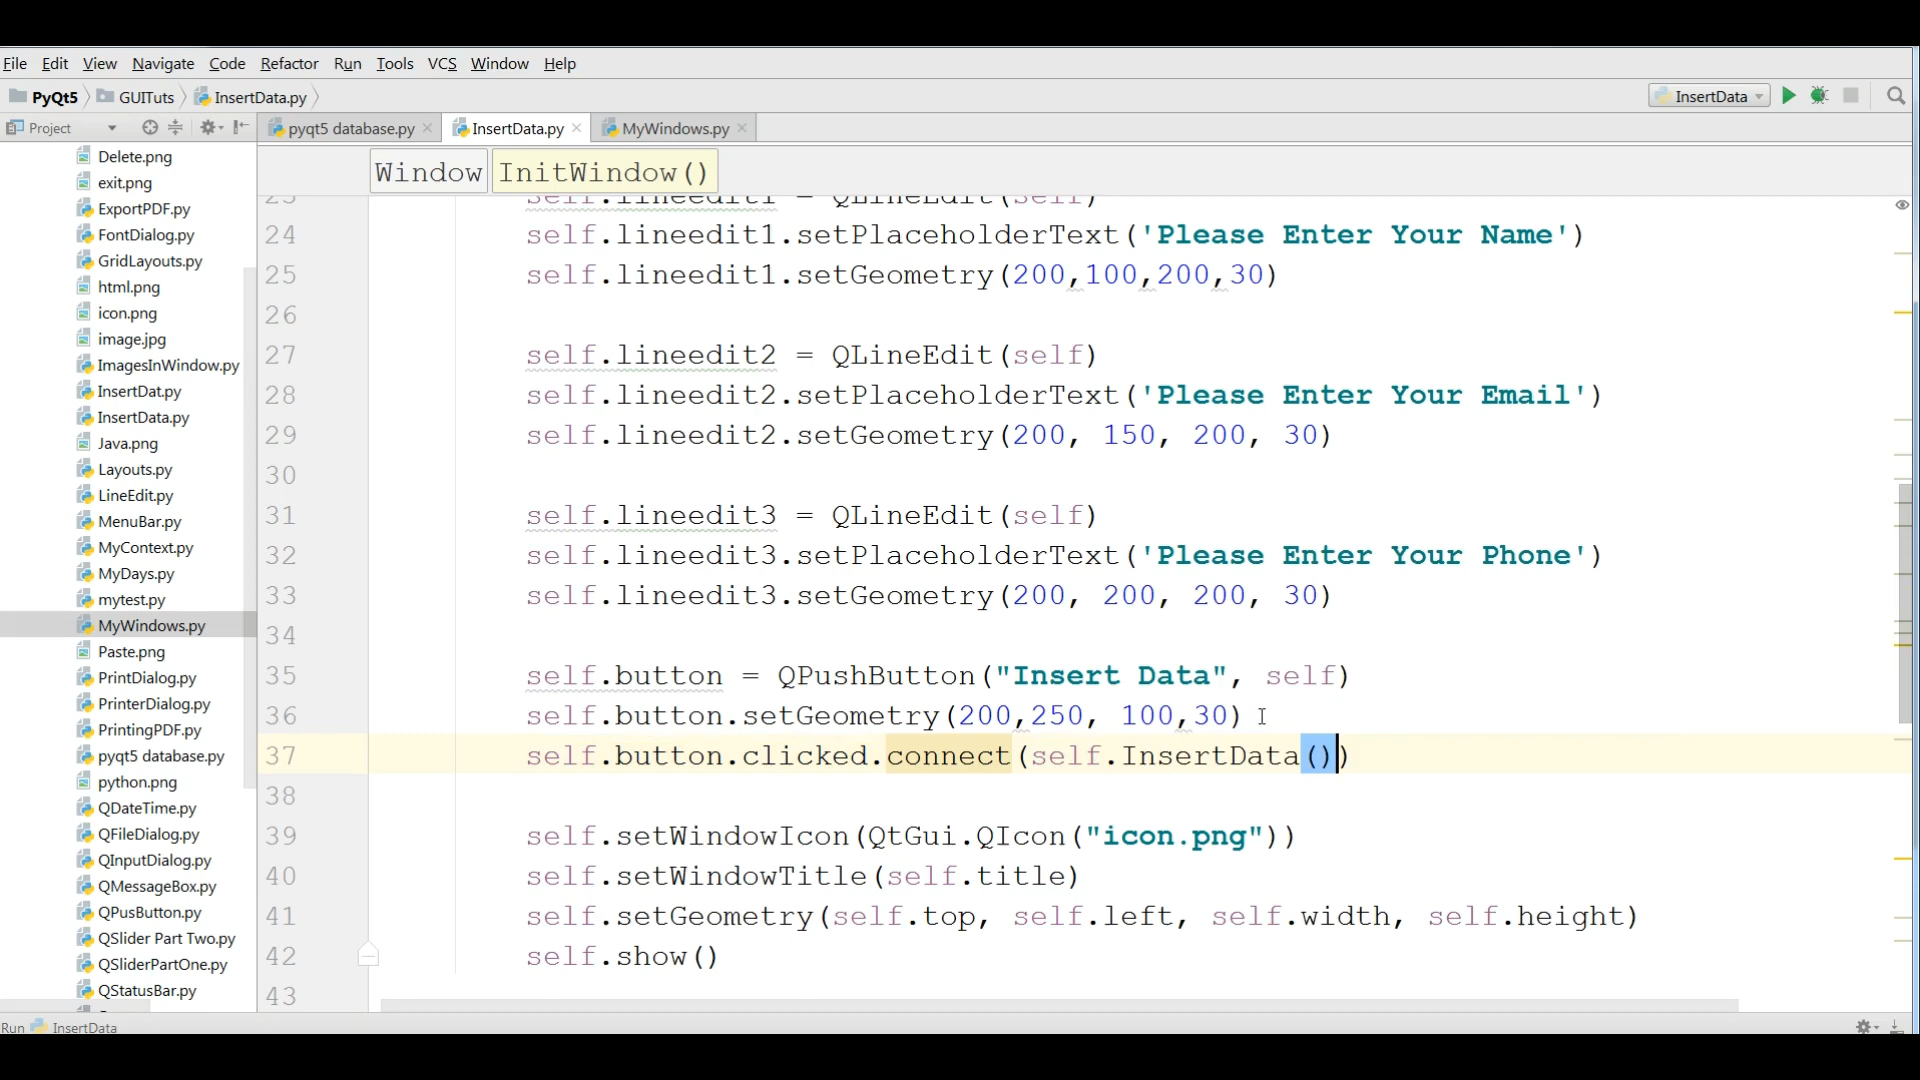 File Edit View Navigate Code Refactor Run Tools VCS Window Help
PyQt5 GUITuts InsertData.py InsertData
Project pyqt5 database.py InsertData.py MyWindows.py
Window InitWindow()
Delete.png
exit.png
ExportPDF.py
FontDialog.py
GridLayouts.py
html.png
icon.png
image.jpg
ImagesInWindow.py
InsertDat.py
InsertData.py
Java.png
Layouts.py
LineEdit.py
MenuBar.py
MyContext.py
MyDays.py
mytest.py
MyWindows.py
Paste.png
PrintDialog.py
PrinterDialog.py
PrintingPDF.py
pyqt5 database.py
python.png
QDateTime.py
QFileDialog.py
QInputDialog.py
QMessageBox.py
QPusButton.py
QSlider Part Two.py
QSliderPartOne.py
QStatusBar.py
23 self.lineedit1 = QLineEdit(self)
24 self.lineedit1.setPlaceholderText('Please Enter Your Name')
25 self.lineedit1.setGeometry(200,100,200,30)
26
27 self.lineedit2 = QLineEdit(self)
28 self.lineedit2.setPlaceholderText('Please Enter Your Email')
29 self.lineedit2.setGeometry(200, 150, 200, 30)
30
31 self.lineedit3 = QLineEdit(self)
32 self.lineedit3.setPlaceholderText('Please Enter Your Phone')
33 self.lineedit3.setGeometry(200, 200, 200, 30)
34
35 self.button = QPushButton("Insert Data", self)
36 self.button.setGeometry(200,250, 100,30)
37 self.button.clicked.connect(self.InsertData())
38
39 self.setWindowIcon(QtGui.QIcon("icon.png"))
40 self.setWindowTitle(self.title)
41 self.setGeometry(self.top, self.left, self.width, self.height)
42 self.show()
43
Run InsertData